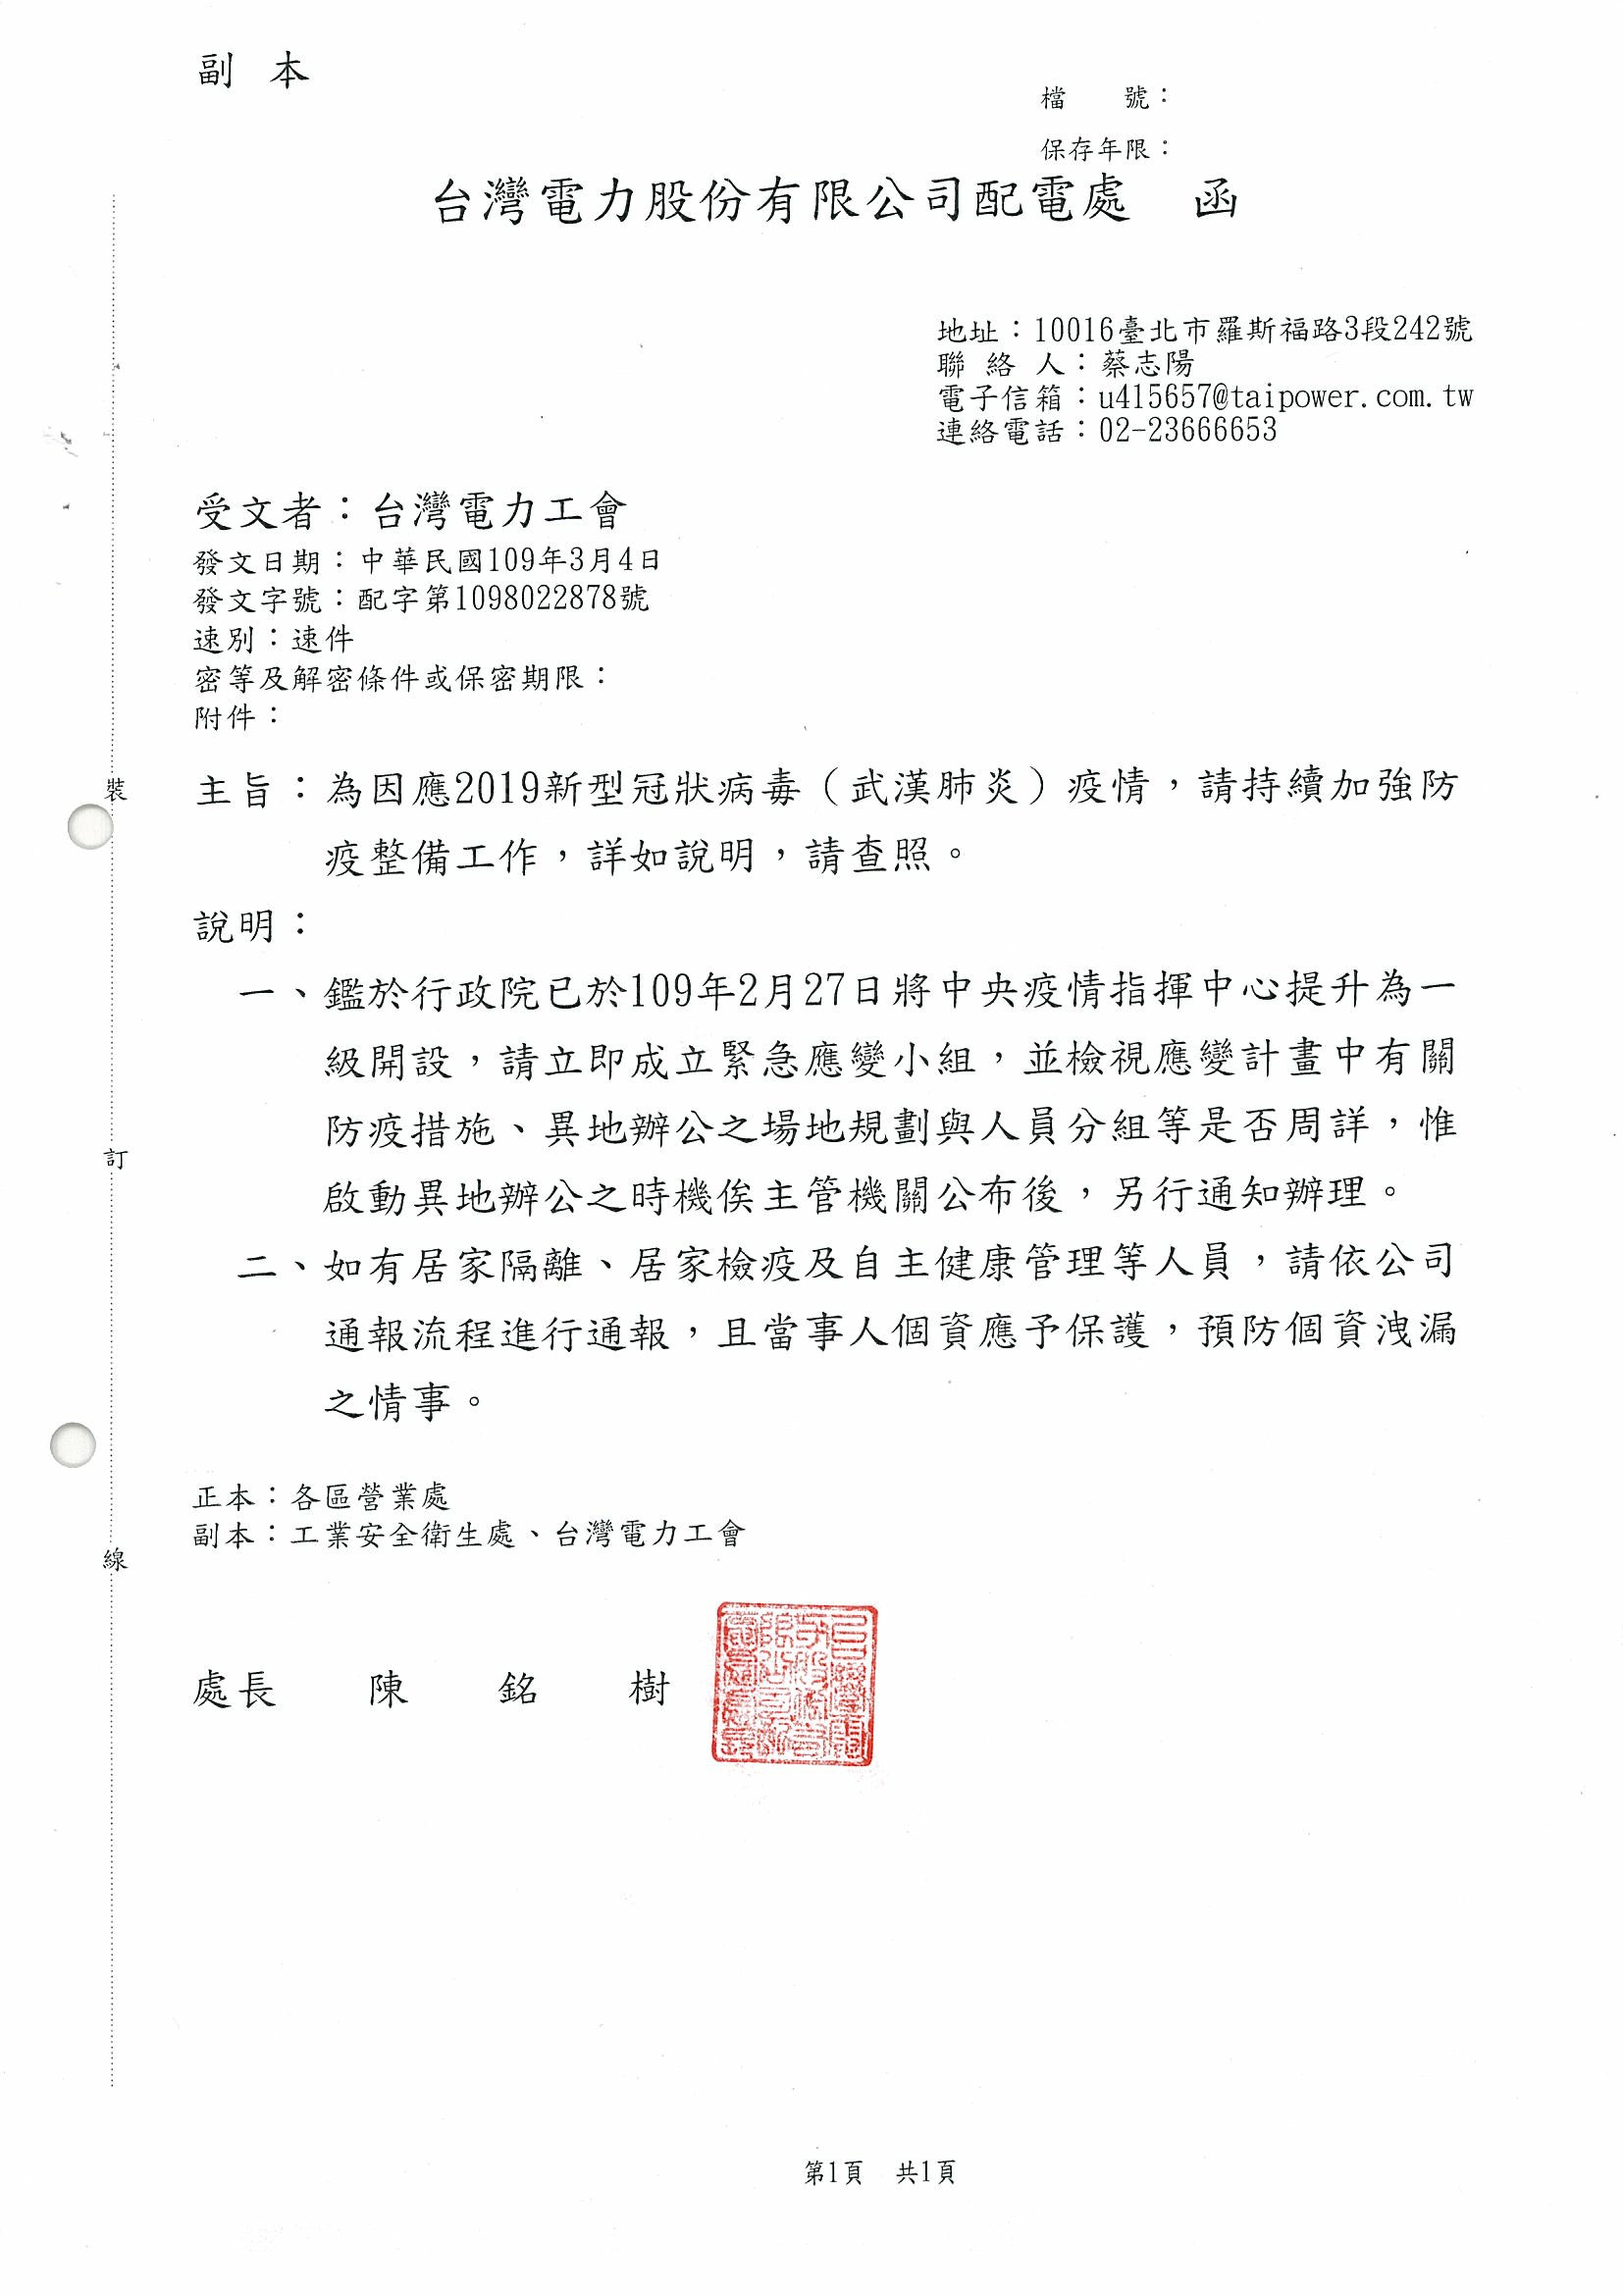 副 本
檔 號：
保存年限：
台灣電力股份有限公司配電處 函
地址：10016臺北市羅斯福路3段242號
聯 絡 人：蔡志陽
電子信箱：u415657@taipower.com.tw
連絡電話：02-23666653
受文者：台灣電力工會
發文日期：中華民國109年3月4日
發文字號：配字第1098022878號
速別：速件
密等及解密條件或保密期限：
附件：
主旨：為因應2019新型冠狀病毒（武漢肺炎）疫情，請持續加強防
疫整備工作，詳如說明，請查照。
說明：
一、鑑於行政院已於109年2月27日將中央疫情指揮中心提升為一
級開設，請立即成立緊急應變小組，並檢視應變計畫中有關
防疫措施、異地辦公之場地規劃與人員分組等是否周詳，惟
啟動異地辦公之時機俟主管機關公布後，另行通知辦理。
二、如有居家隔離、居家檢疫及自主健康管理等人員，請依公司
通報流程進行通報，且當事人個資應予保護，預防個資洩漏
之情事。
正本：各區營業處
副本：工業安全衛生處、台灣電力工會
處長 陳 銘 樹
裝
訂
線
第1頁 共1頁